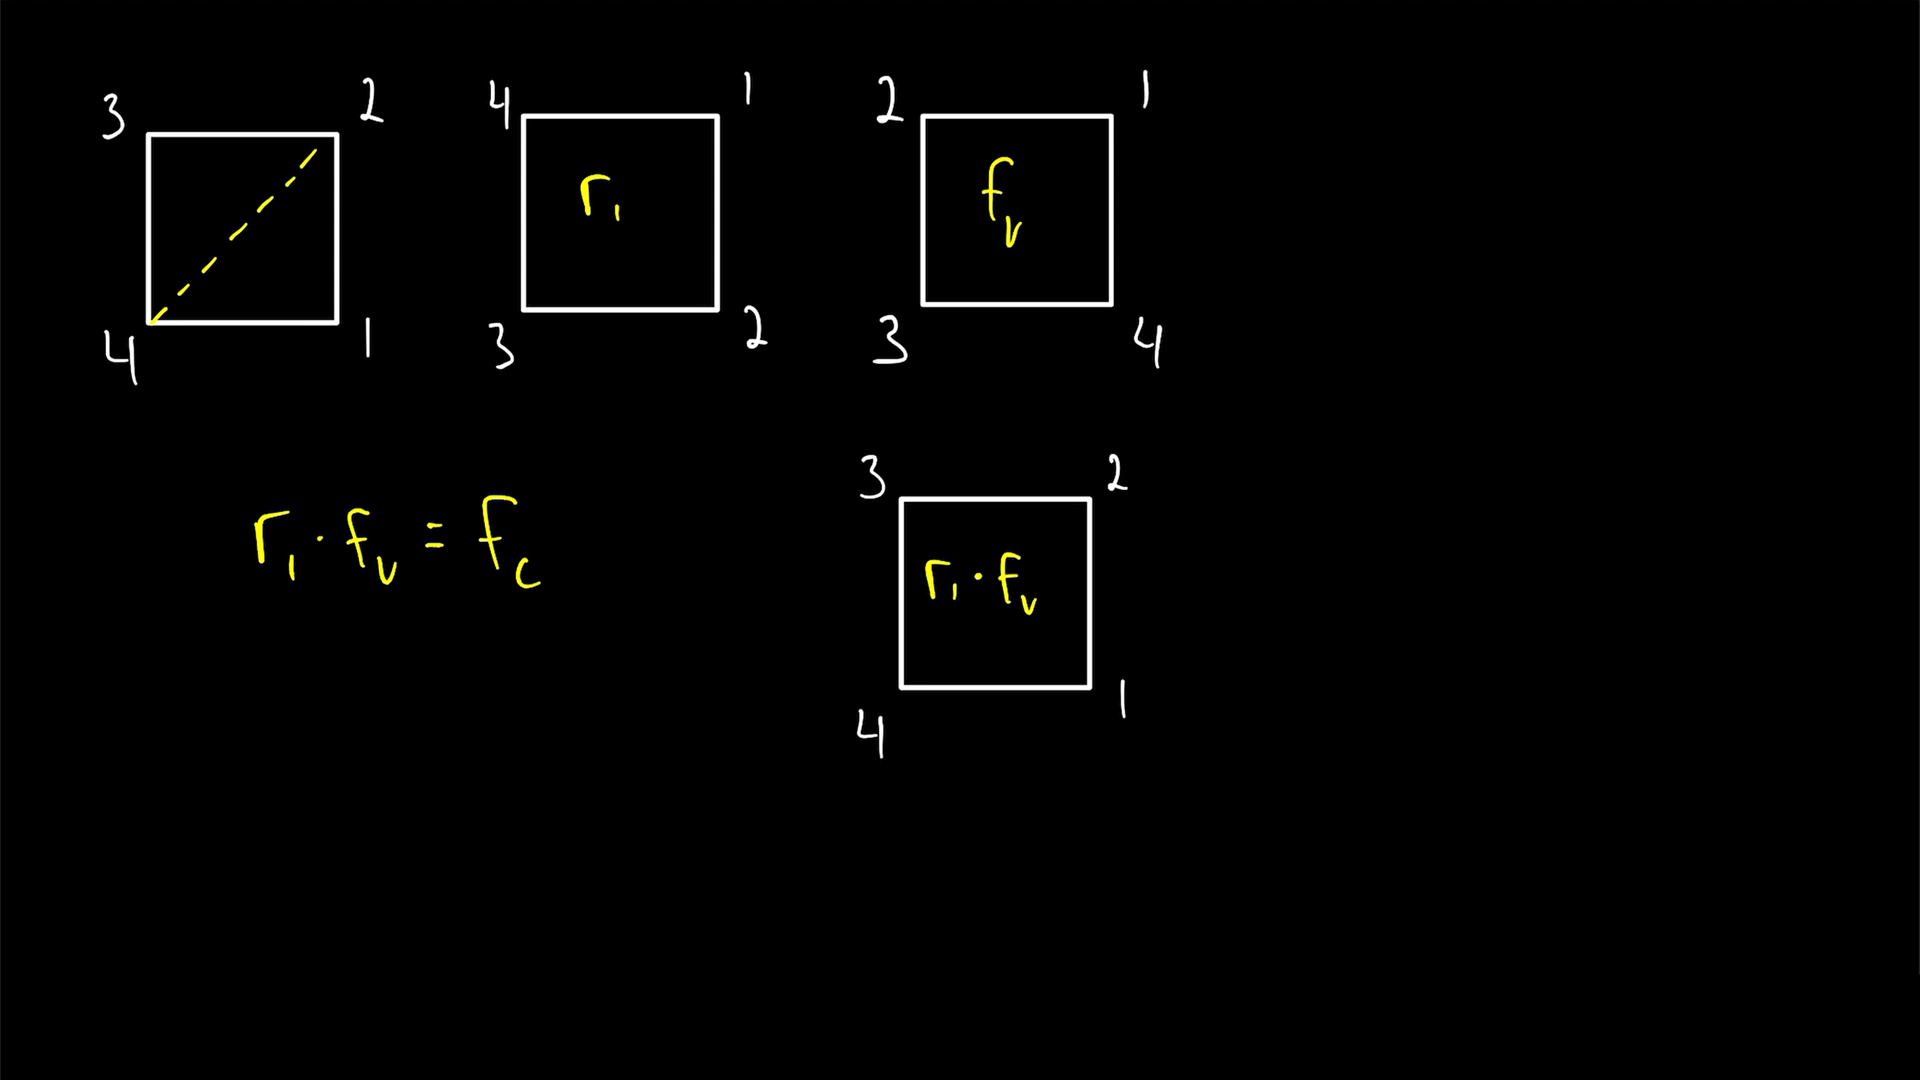 3 2 4 1 2 1
r₁ f_v
4 1 3 2 3 4
3 2
r₁ · f_v = f_c
r₁ · f_v
4 1